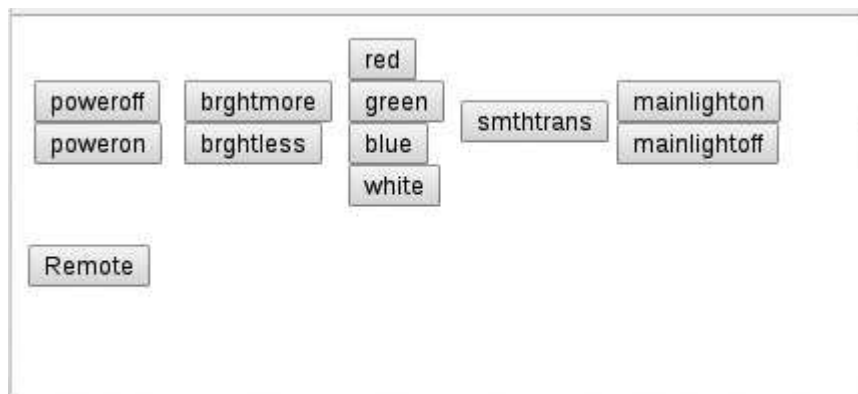 red
poweroff brghtmore green smthtrans mainlighton
poweron brghtless blue mainlightoff
white
Remote